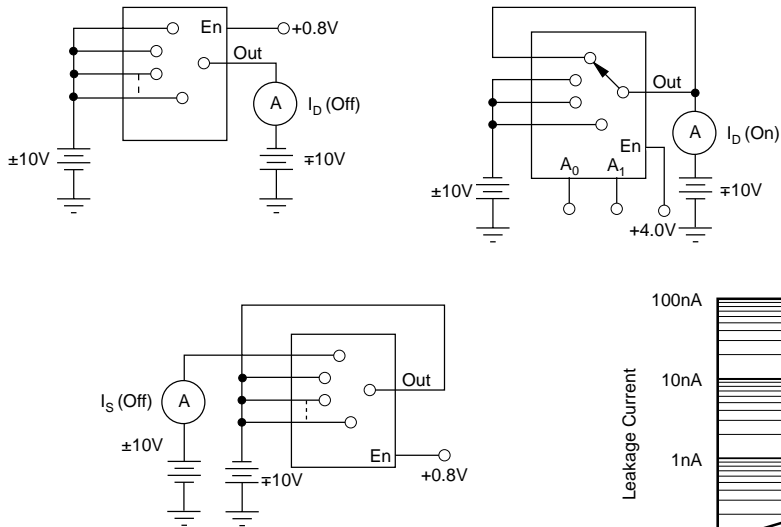 En
+0.8V
Out
A
I_D (Off)
±10V
∓10V
Out
A
I_D (On)
En
A_0
A_1
±10V
∓10V
+4.0V
Out
I_S (Off)
A
±10V
En
∓10V
+0.8V
100nA
10nA
1nA
Leakage Current